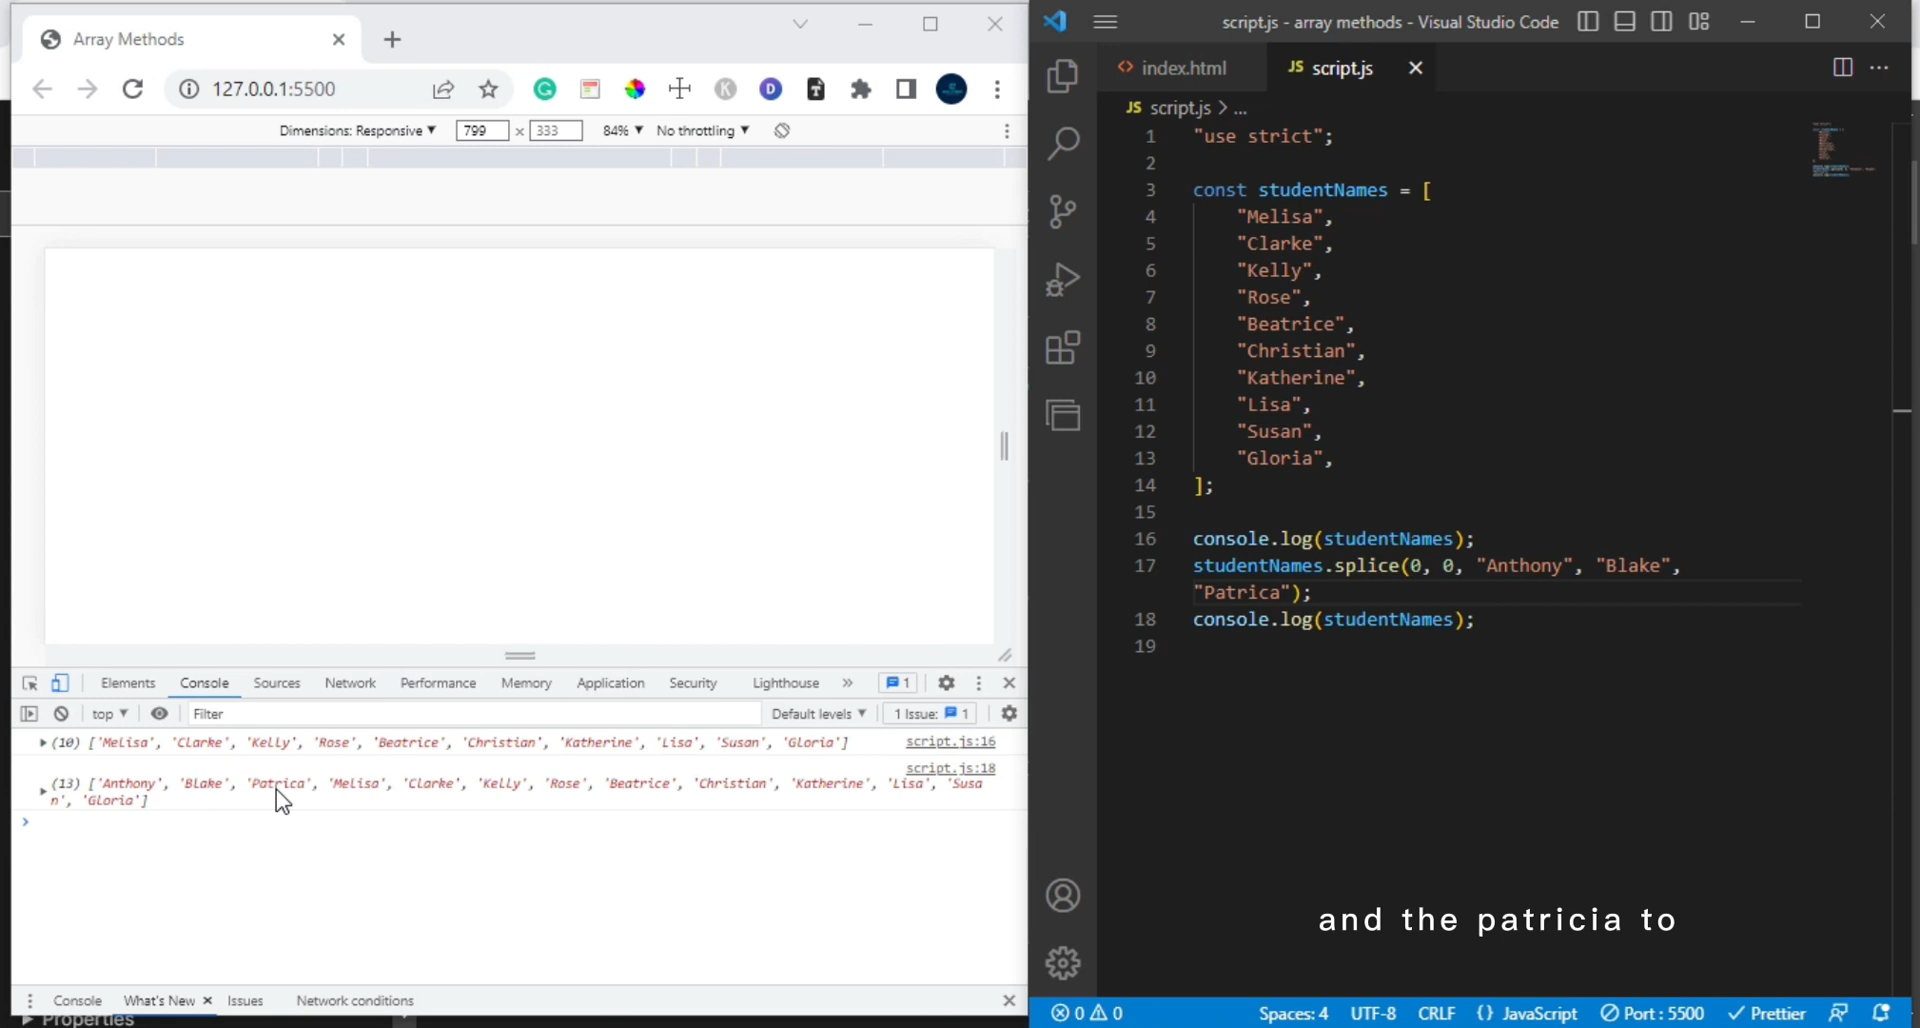 Array Methods
127.0.0.1:5500
Dimensions: Responsive ▼ 799 × 333 84% ▼ No throttling ▼
Elements Console Sources Network Performance Memory Application Security Lighthouse » 1
top ▼ Filter Default levels ▼ 1 Issue: 1
(10) ['Melisa', 'Clarke', 'Kelly', 'Rose', 'Beatrice', 'Christian', 'Katherine', 'Lisa', 'Susan', 'Gloria'] script.js:16
script.js:18
(13) ['Anthony', 'Blake', 'Patrica', 'Melisa', 'Clarke', 'Kelly', 'Rose', 'Beatrice', 'Christian', 'Katherine', 'Lisa', 'Susa
n', 'Gloria']
Console What's New Issues Network conditions
Properties
script.js - array methods - Visual Studio Code
index.html JS script.js
JS script.js > ...
1 "use strict";
2
3 const studentNames = [
4 "Melisa",
5 "Clarke",
6 "Kelly",
7 "Rose",
8 "Beatrice",
9 "Christian",
10 "Katherine",
11 "Lisa",
12 "Susan",
13 "Gloria",
14 ];
15
16 console.log(studentNames);
17 studentNames.splice(0, 0, "Anthony", "Blake",
"Patrica");
18 console.log(studentNames);
19
and the patricia to
0 0 Spaces: 4 UTF-8 CRLF {} JavaScript Port : 5500 Prettier